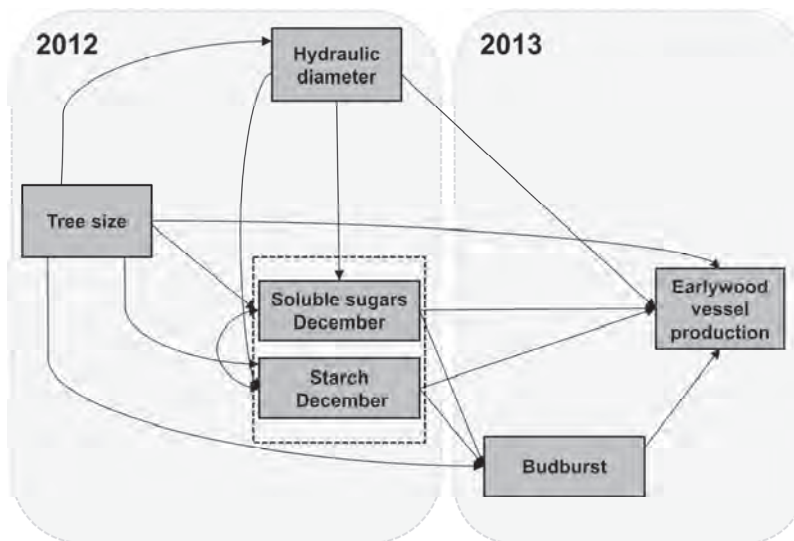 2012
2013
Hydraulic
diameter
Tree size
Soluble sugars
December
Starch
December
Earlywood
vessel
production
Budburst